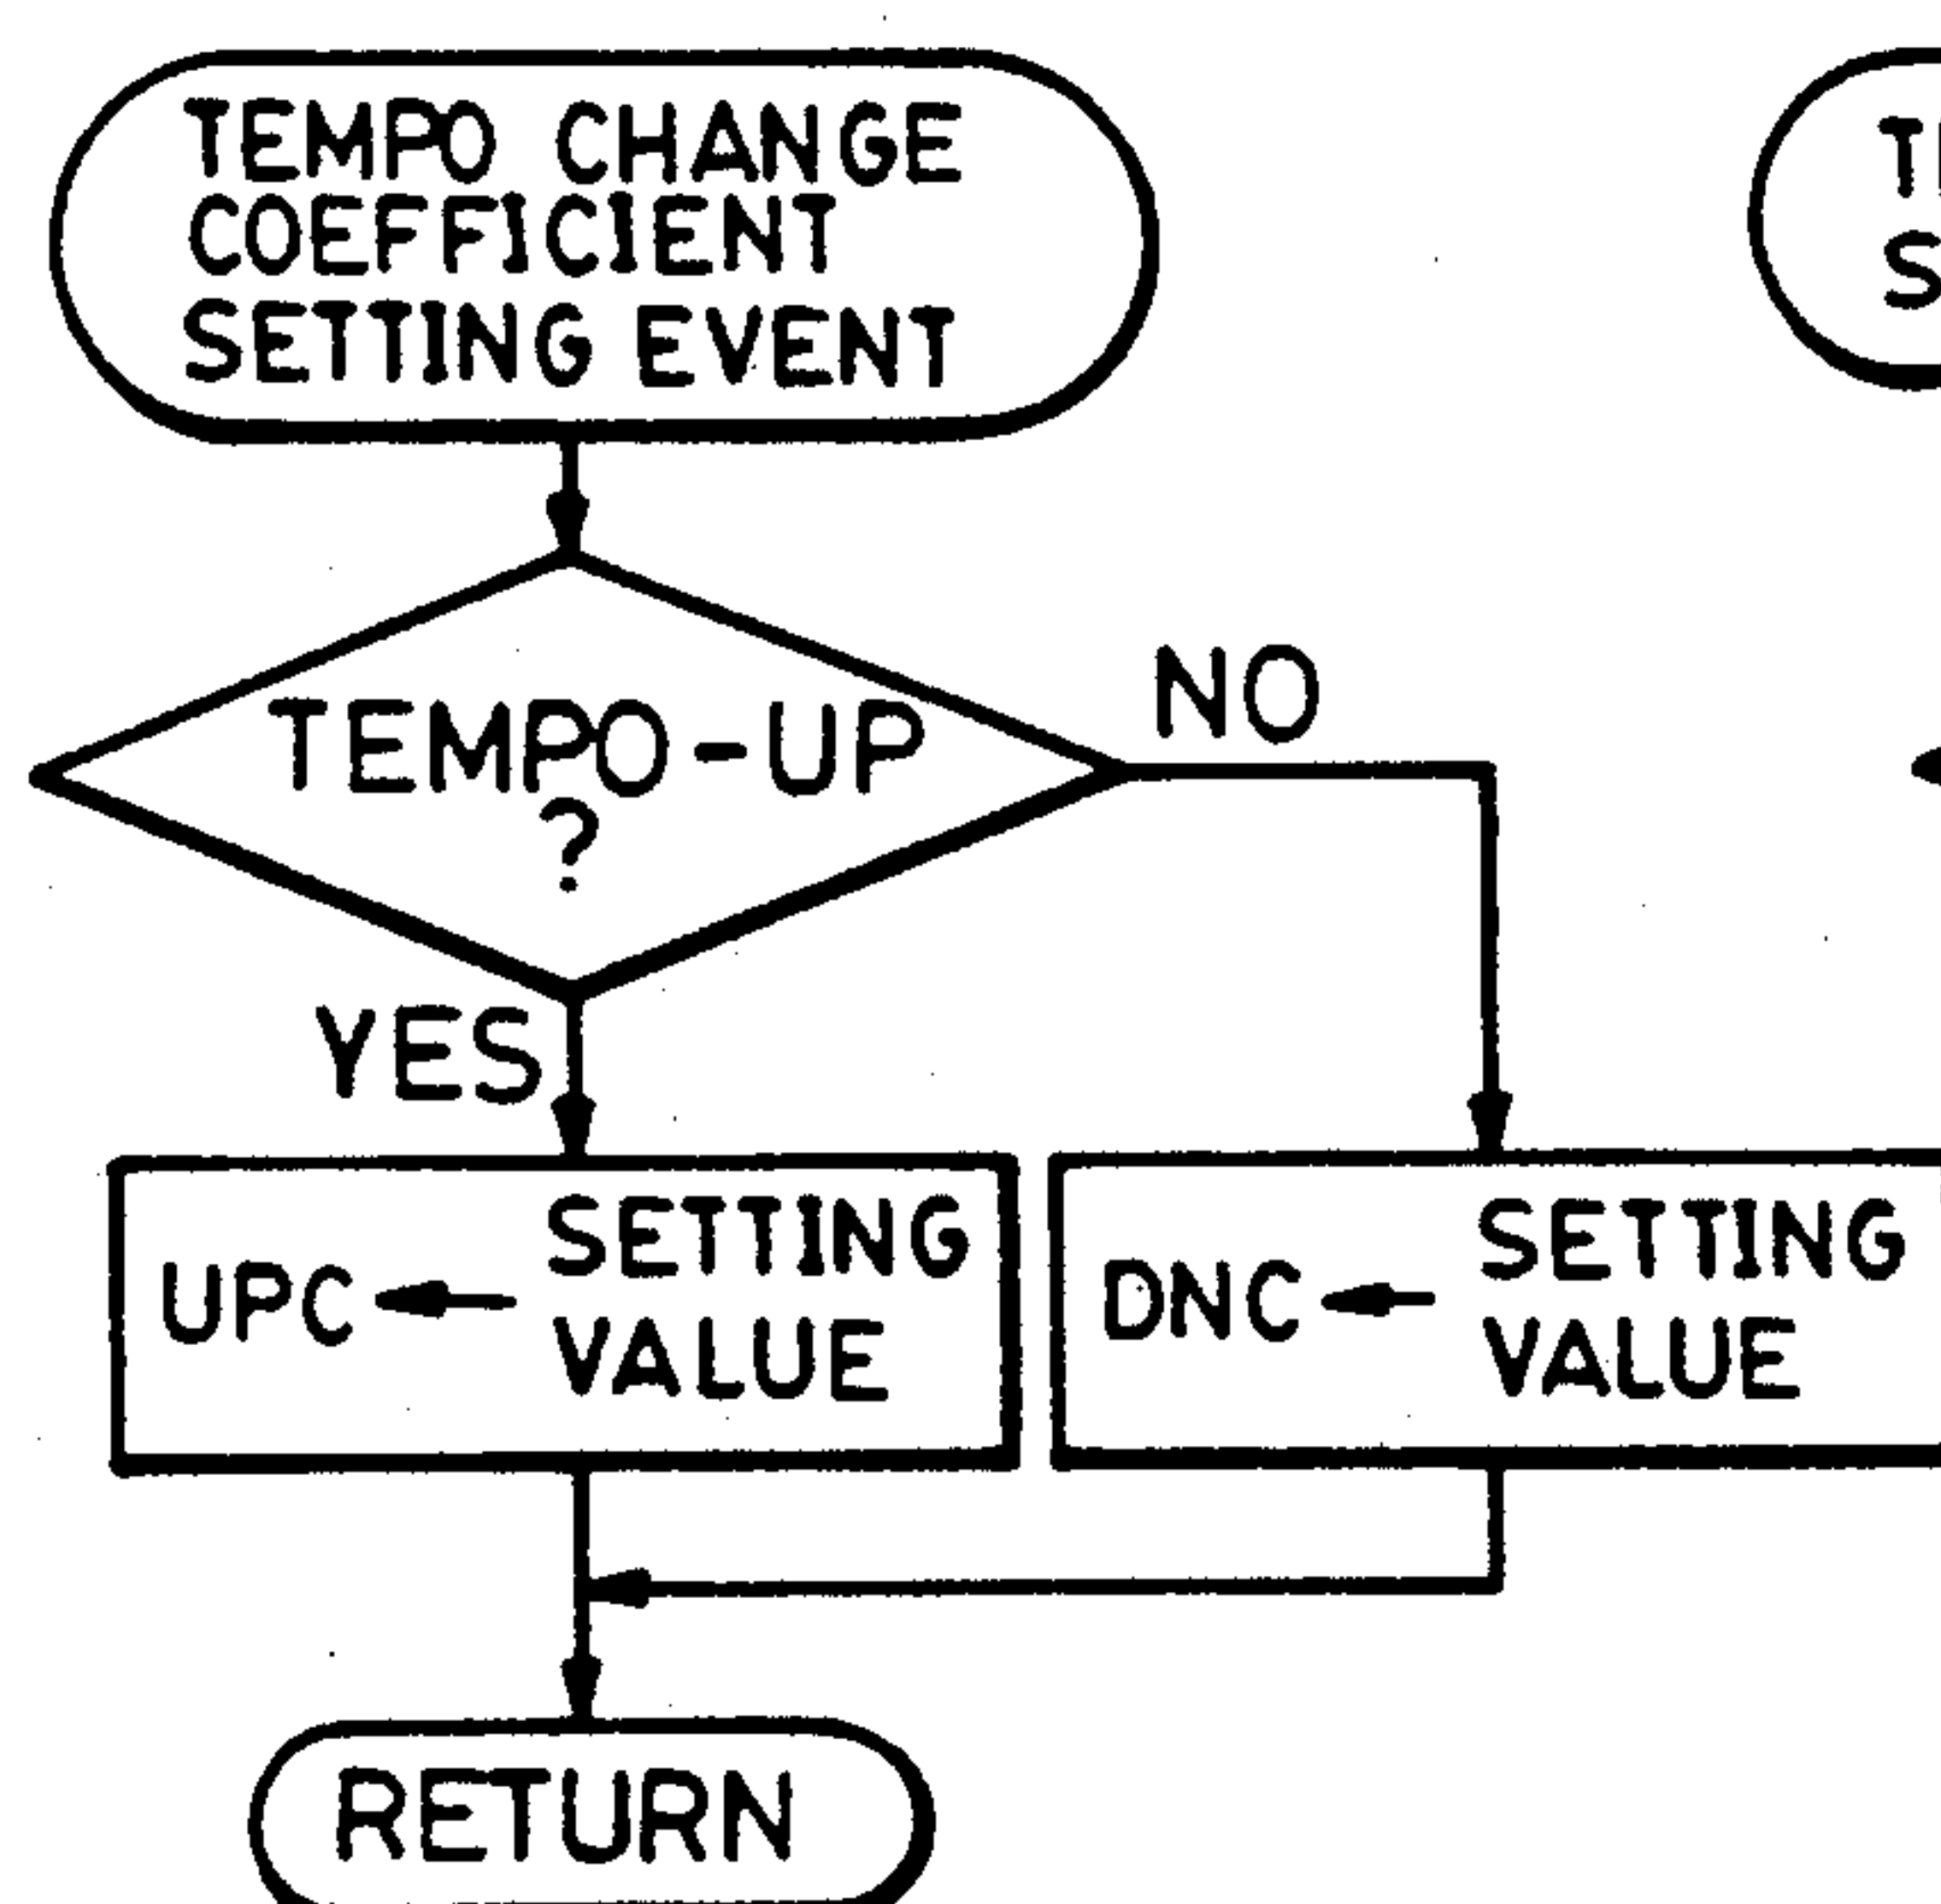 TEMPO CHANGE
COEFFICIENT
SETTING EVENT
TEMPO-UP
?
NO
YES
UPC ← SETTING
VALUE
DNC ← SETTING
VALUE
RETURN